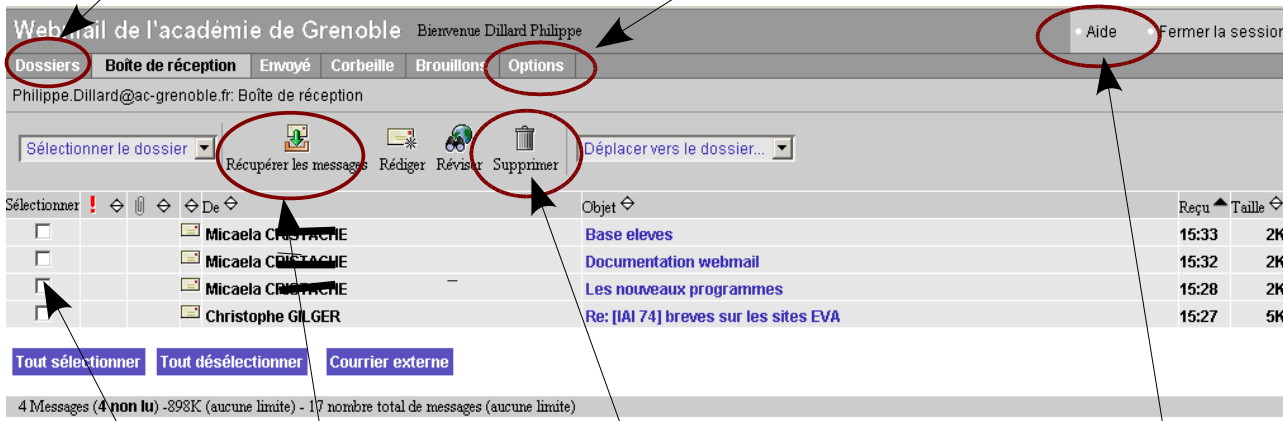 Webmail de l'académie de Grenoble Bienvenue Dillard Philippe Aide Fermer la session
Dossiers Boîte de réception Envoyé Corbeille Brouillons Options
Philippe.Dillard@ac-grenoble.fr: Boîte de réception
Sélectionner le dossier Récupérer les messages Rédiger Réviser Supprimer Déplacer vers le dossier...
Sélectionner De Objet Reçu Taille
Micaela Base eleves 15:33 2K
Micaela Documentation webmail 15:32 2K
Micaela Les nouveaux programmes 15:28 2K
Christophe GILGER Re: [IAI 74] breves sur les sites EVA 15:27 5K
Tout sélectionner Tout désélectionner Courrier externe
4 Messages (4 non lu) -898K (aucune limite) - 17 nombre total de messages (aucune limite)